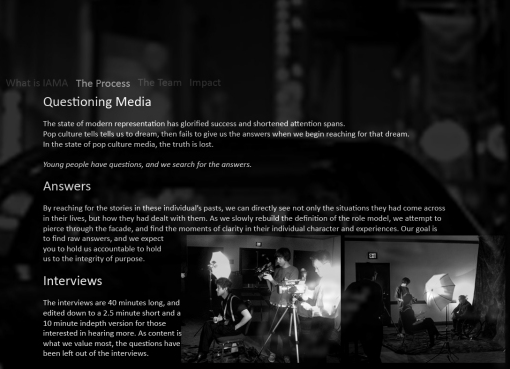 What is IAMA The Process The Team Impact
Questioning Media
The state of modern representation has glorified success and shortened attention spans.
Pop culture tells tells us to dream, then fails to give us the answers when we begin reaching for that dream.
In the state of pop culture media, the truth is lost.
Young people have questions, and we search for the answers.
Answers
By reaching for the stories in these individual's pasts, we can directly see not only the situations they had come across
in their lives, but how they had dealt with them. As we slowly rebuild the definition of the role model, we attempt to
pierce through the facade, and find the moments of clarity in their individual character and experiences. Our goal is
to find raw answers, and we expect
you to hold us accountable to hold
us to the integrity of purpose.
Interviews
The interviews are 40 minutes long, and
edited down to a 2.5 minute short and a
10 minute indepth version for those
interested in hearing more. As content is
what we value most, the questions have
been left out of the interviews.